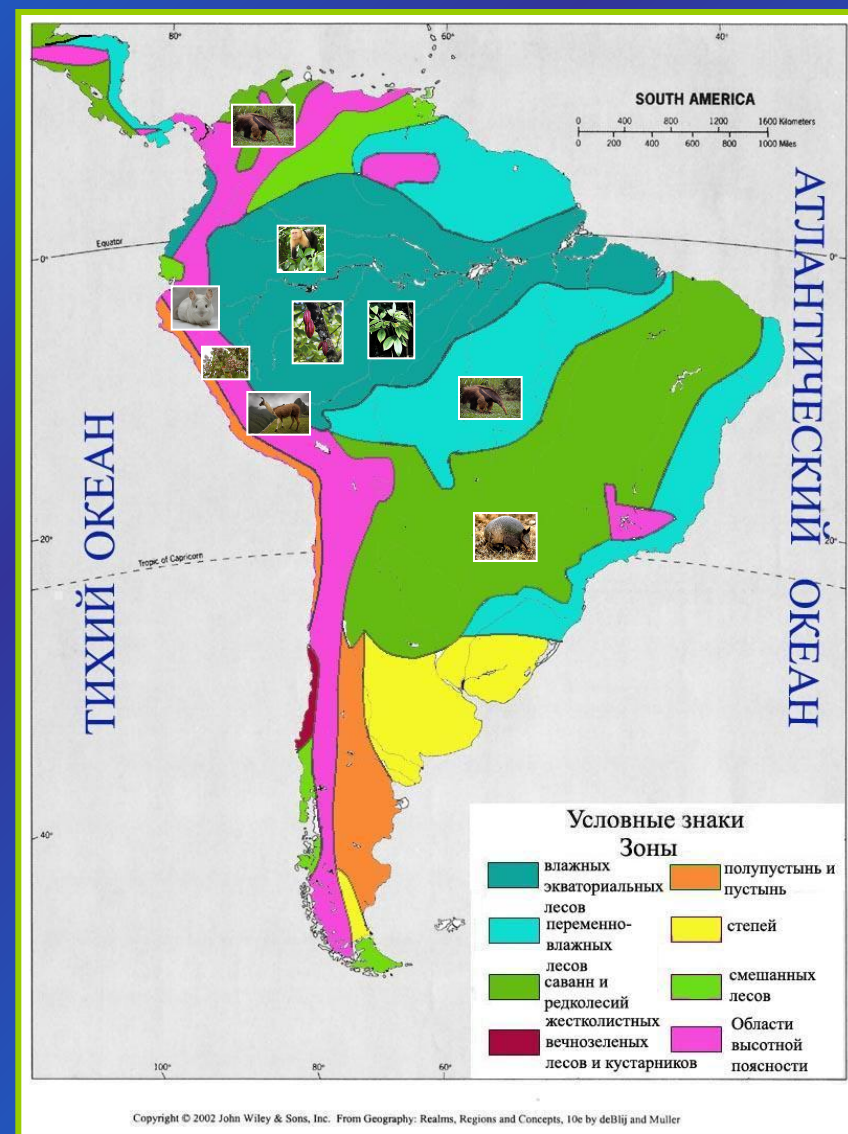 80°
60°
40°
SOUTH AMERICA
0 400 800 1200 1600 Kilometers
0 200 400 600 800 1000 Miles
Equator
0°
0°
АТЛАНТИЧЕСКИЙ ОКЕАН
ТИХИЙ ОКЕАН
20°
20°
Tropic of Capricorn
40°
Условные знаки
Зоны
влажных
экваториальных
лесов
переменно-
влажных
лесов
саванн и
редколесий
жестколистных
вечнозеленых
лесов и кустарников
полупустынь и
пустынь
степей
смешанных
лесов
Области
высотной
поясности
100°
80°
60°
Copyright © 2002 John Wiley & Sons, Inc. From Geography: Realms, Regions and Concepts, 10e by deBlij and Muller